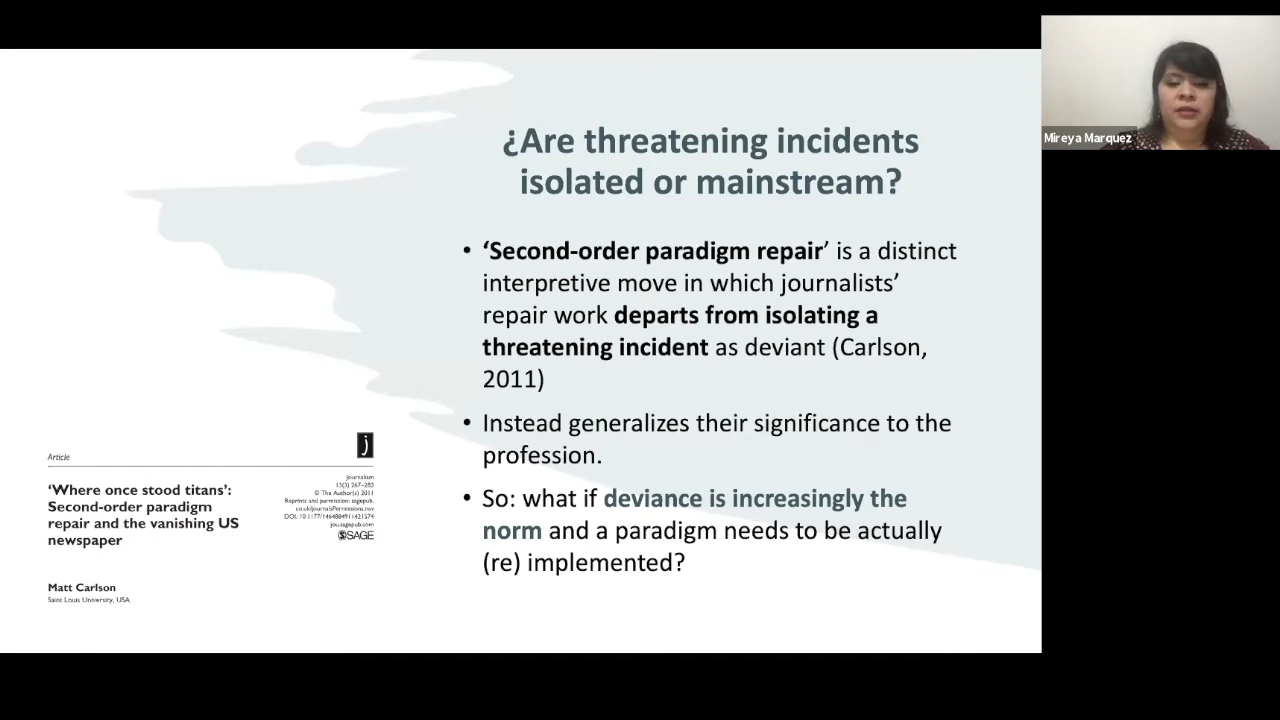 ¿Are threatening incidents
isolated or mainstream?
• ‘Second-order paradigm repair’ is a distinct
interpretive move in which journalists’
repair work departs from isolating a
threatening incident as deviant (Carlson,
2011)
• Instead generalizes their significance to the
profession.
• So: what if deviance is increasingly the
norm and a paradigm needs to be actually
(re) implemented?
Article
j
Journalism
13(3) 267–283
© The Author(s) 2011
Reprints and permission: sagepub.
co.uk/journalsPermissions.nav
DOI: 10.1177/1464884911421574
jou.sagepub.com
SAGE
‘Where once stood titans’:
Second-order paradigm
repair and the vanishing US
newspaper
Matt Carlson
Saint Louis University, USA
Mireya Marquez